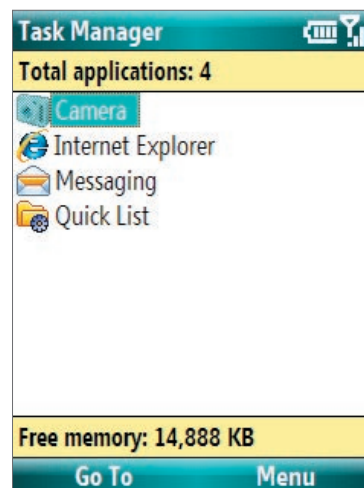 Task Manager
Total applications: 4
Camera
Internet Explorer
Messaging
Quick List
Free memory: 14,888 KB
Go To Menu